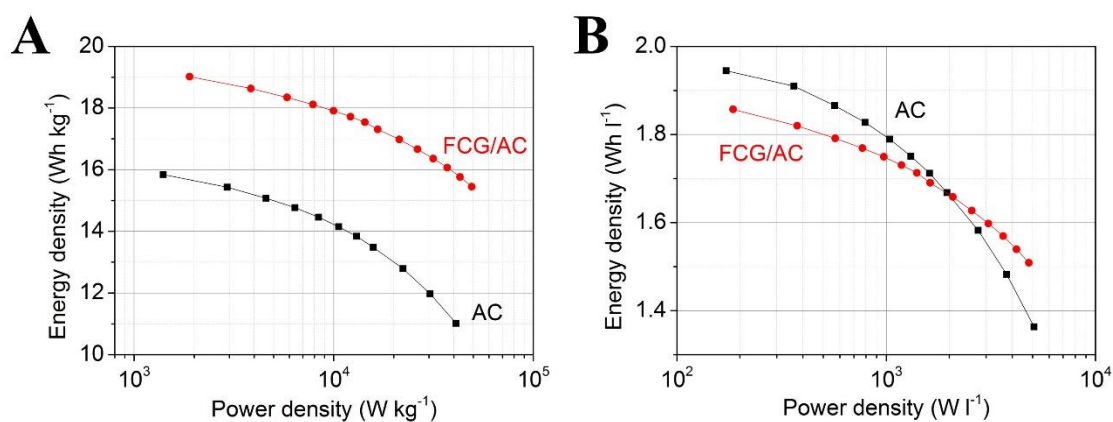 A
Energy density (Wh kg⁻¹)
20
18
16
14
12
10
FCG/AC
AC
10³
10⁴
10⁵
Power density (W kg⁻¹)
B
Energy density (Wh l⁻¹)
2.0
1.8
1.6
1.4
AC
FCG/AC
10²
10³
10⁴
Power density (W l⁻¹)